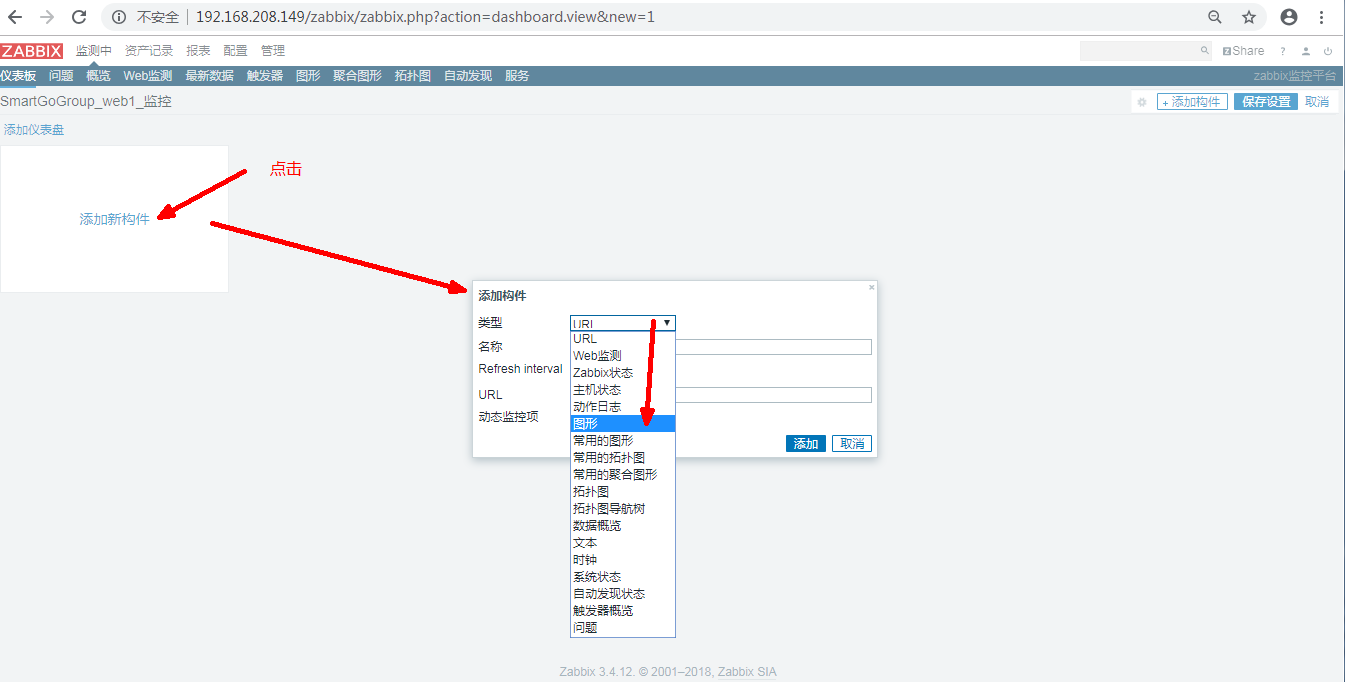 不安全 192.168.208.149/zabbix/zabbix.php?action=dashboard.view&new=1
ZABBIX 监测中 资产记录 报表 配置 管理 Z Share ?
仪表板 问题 概览 Web监测 最新数据 触发器 图形 聚合图形 拓扑图 自动发现 服务 zabbix监控平台
SmartGoGroup_web1_监控 + 添加构件 保存设置 取消
添加仪表盘
点击
添加新构件
添加构件
类型 URL
名称
Refresh interval
URL
动态监控项
URL
Web监测
Zabbix状态
主机状态
动作日志
图形
常用的图形
常用的拓扑图
常用的聚合图形
拓扑图
拓扑图导航树
数据概览
文本
时钟
系统状态
自动发现状态
触发器概览
问题
添加 取消
Zabbix 3.4.12. © 2001–2018, Zabbix SIA